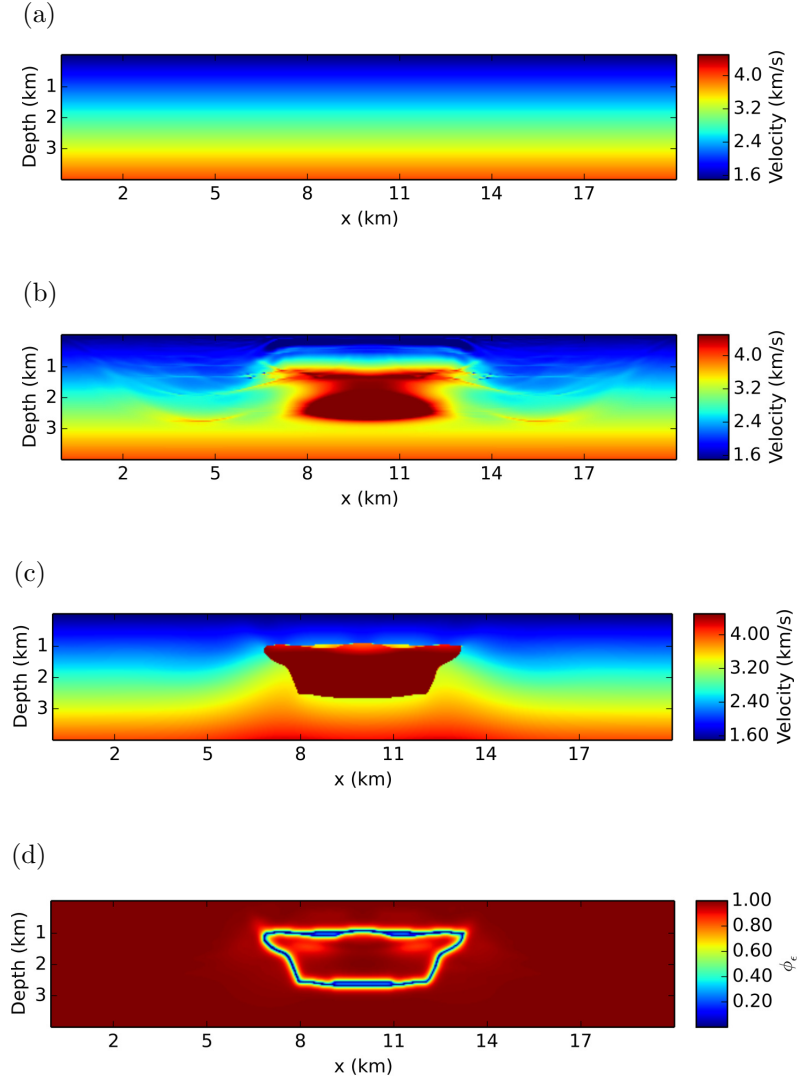 (a)
Depth (km)
1
2
3
2 5 8 11 14 17
x (km)
4.0
3.2
2.4
1.6
Velocity (km/s)
(b)
Depth (km)
1
2
3
2 5 8 11 14 17
x (km)
4.0
3.2
2.4
1.6
Velocity (km/s)
(c)
Depth (km)
1
2
3
2 5 8 11 14 17
x (km)
4.00
3.20
2.40
1.60
Velocity (km/s)
(d)
Depth (km)
1
2
3
2 5 8 11 14 17
x (km)
1.00
0.80
0.60
0.40
0.20
ϕϵ